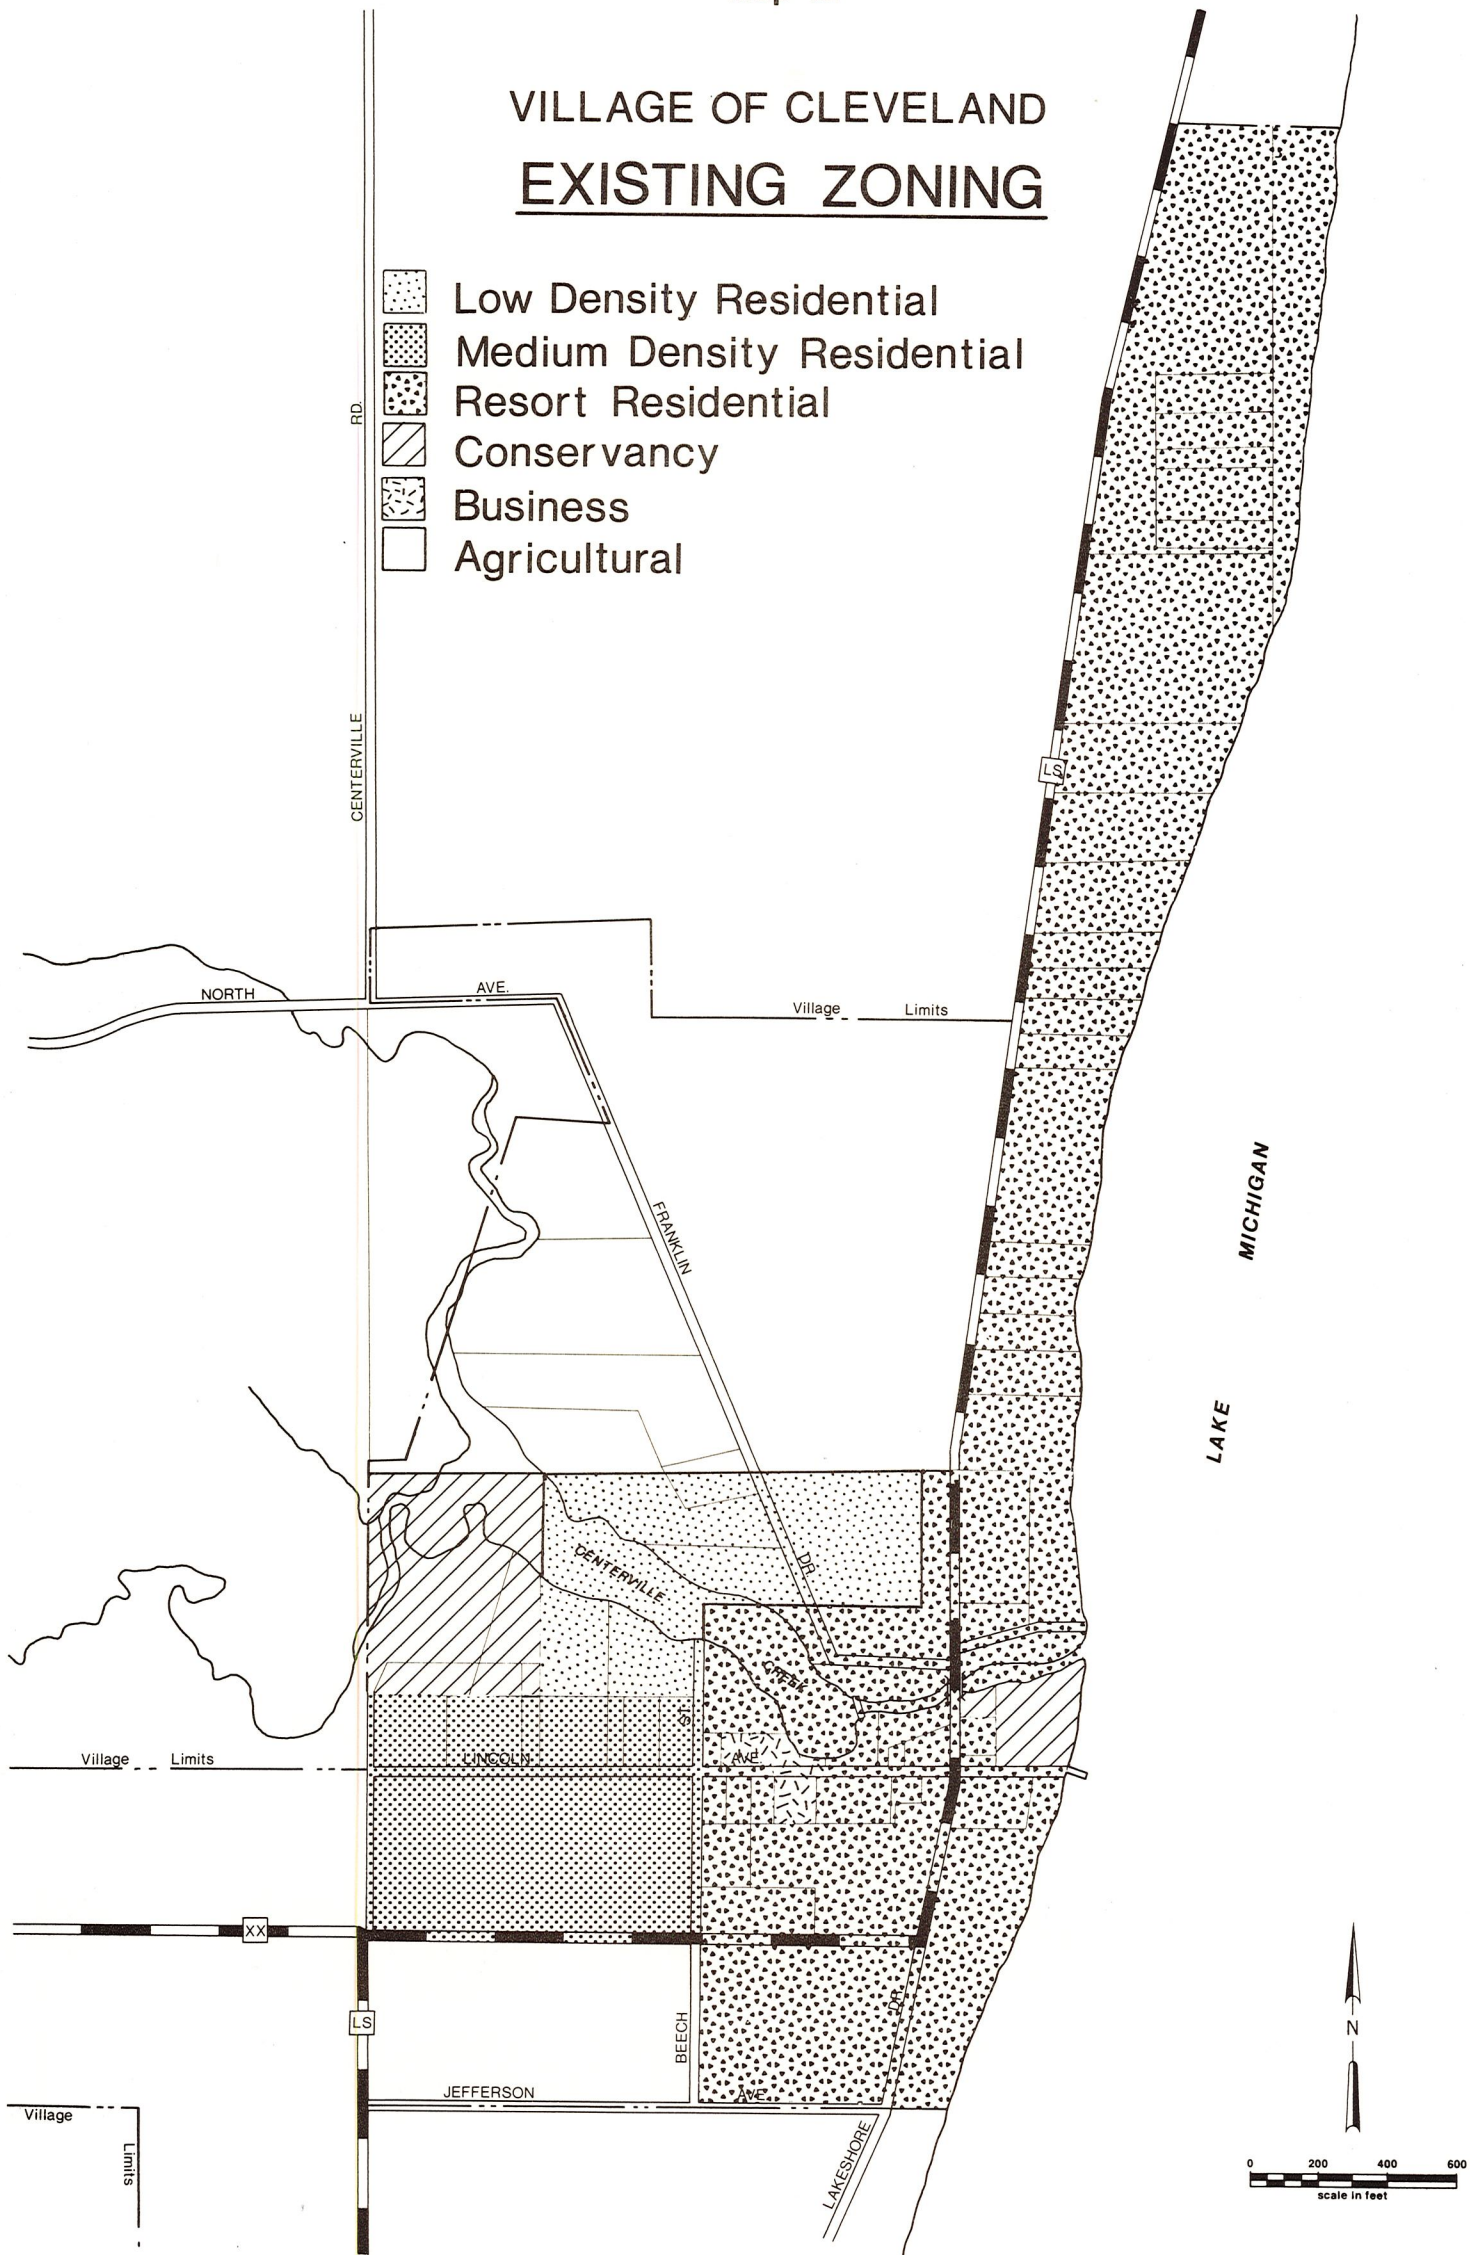 VILLAGE OF CLEVELAND
EXISTING ZONING
Low Density Residential
Medium Density Residential
Resort Residential
Conservancy
Business
Agricultural
RD.
CENTERVILLE
LS
NORTH
AVE.
Village Limits
FRANKLIN
MICHIGAN
LAKE
CENTERVILLE
DR.
CREEK
ST.
Village Limits
LINCOLN
AVE.
XX
LS
BEECH
DR.
JEFFERSON
AVE.
Village
Limits
LAKESHORE
N
0 200 400 600
scale in feet